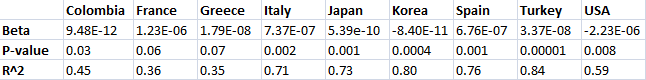 Colombia France Greece Italy Japan Korea Spain Turkey USA
Beta 9.48E-12 1.23E-06 1.79E-08 7.37E-07 5.39e-10 -8.40E-11 6.76E-07 3.37E-08 -2.23E-06
P-value 0.03 0.06 0.07 0.002 0.001 0.0004 0.001 0.00001 0.008
R^2 0.45 0.36 0.35 0.71 0.73 0.80 0.76 0.84 0.59